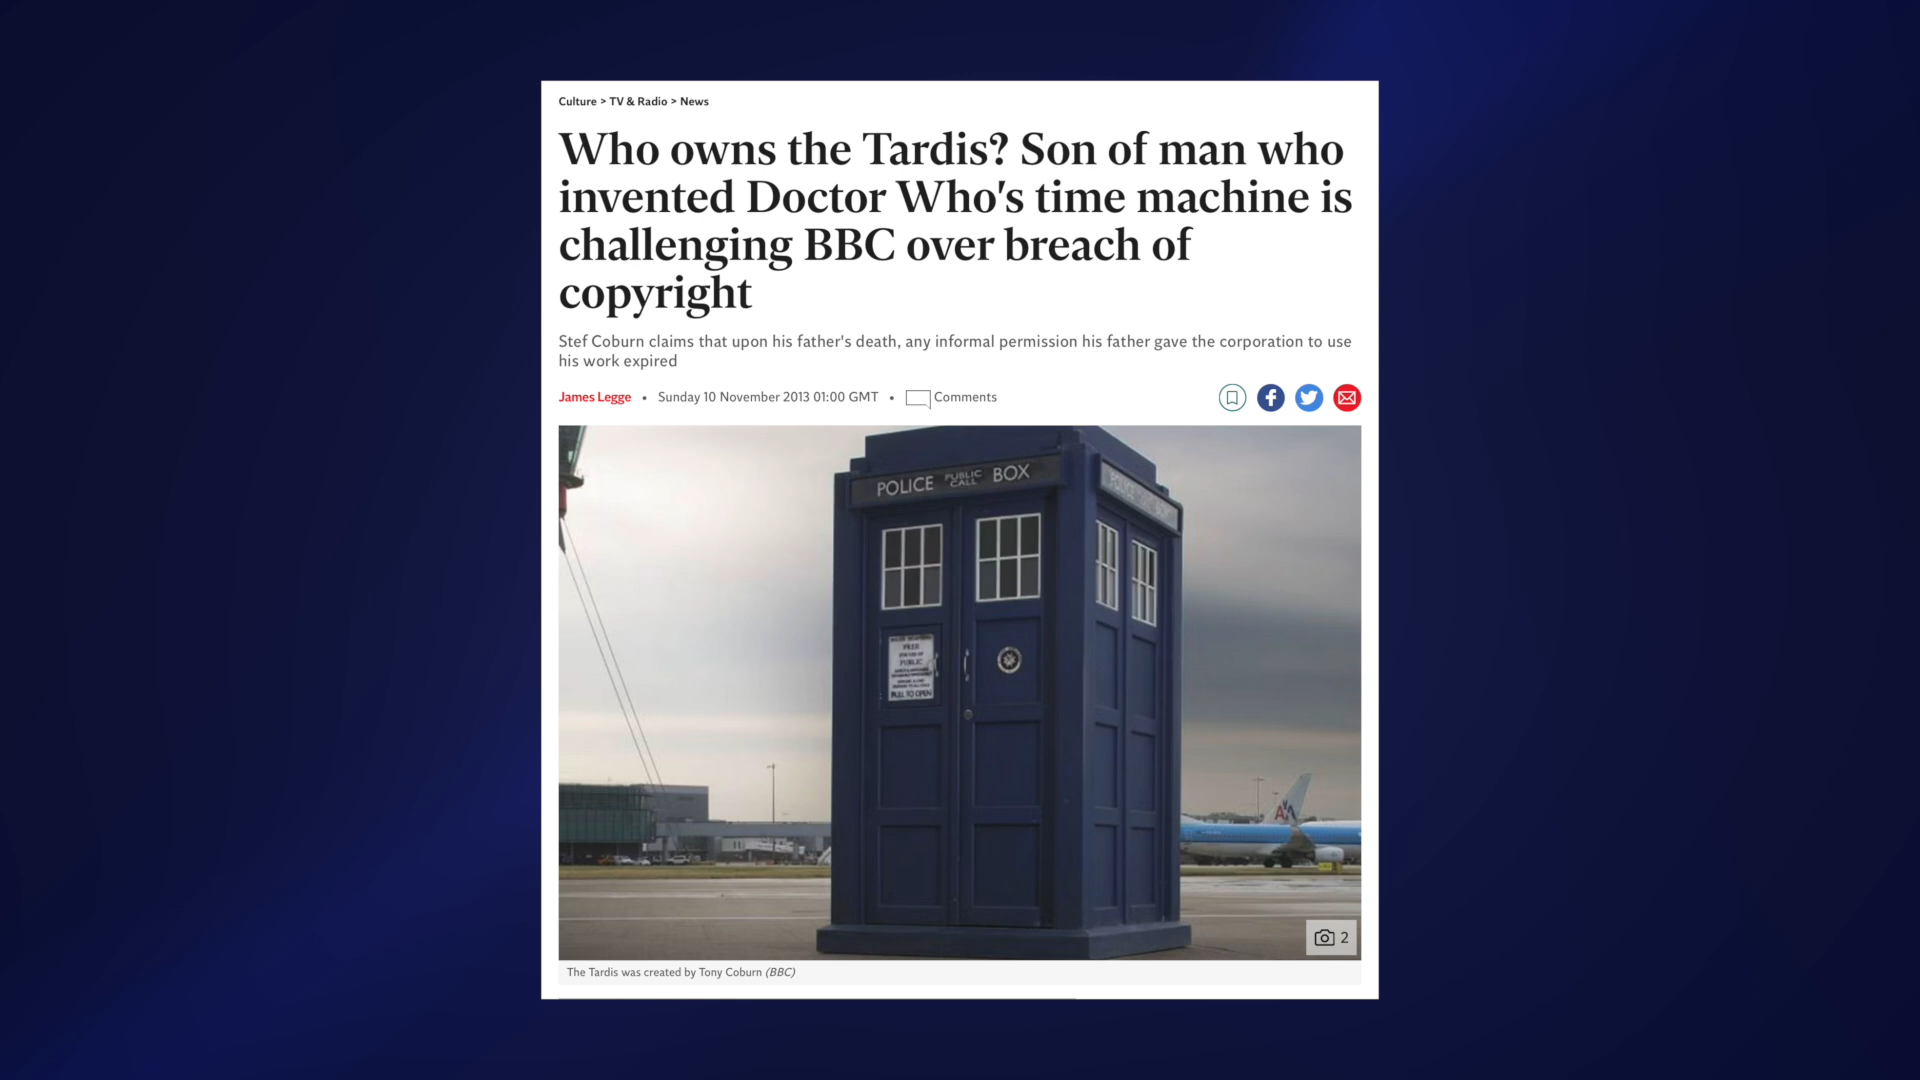 Culture > TV & Radio > News
Who owns the Tardis? Son of man who
invented Doctor Who's time machine is
challenging BBC over breach of
copyright
Stef Coburn claims that upon his father's death, any informal permission his father gave the corporation to use
his work expired
James Legge • Sunday 10 November 2013 01:00 GMT • Comments
POLICE PUBLIC CALL BOX
FREE
PUBLIC
PULL TO OPEN
AA
2
The Tardis was created by Tony Coburn (BBC)